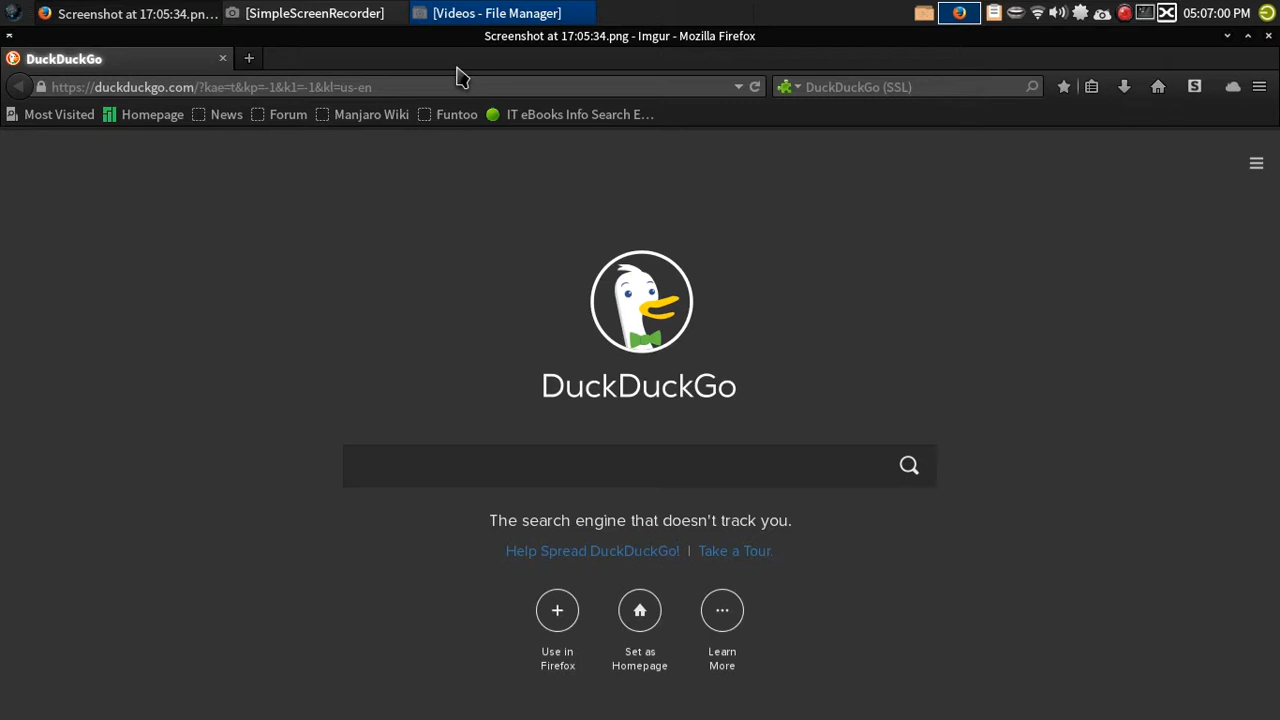 Screenshot at 17:05:34.pn... [SimpleScreenRecorder] [Videos - File Manager] 05:07:00 PM
Screenshot at 17:05:34.png - Imgur - Mozilla Firefox
DuckDuckGo
https://duckduckgo.com/?kae=t&kp=-1&k1=-1&kl=us-en DuckDuckGo (SSL) S
Most Visited Homepage News Forum Manjaro Wiki Funtoo IT eBooks Info Search E...
DuckDuckGo
The search engine that doesn't track you.
Help Spread DuckDuckGo! | Take a Tour
Use in
Firefox
Set as
Homepage
Learn
More